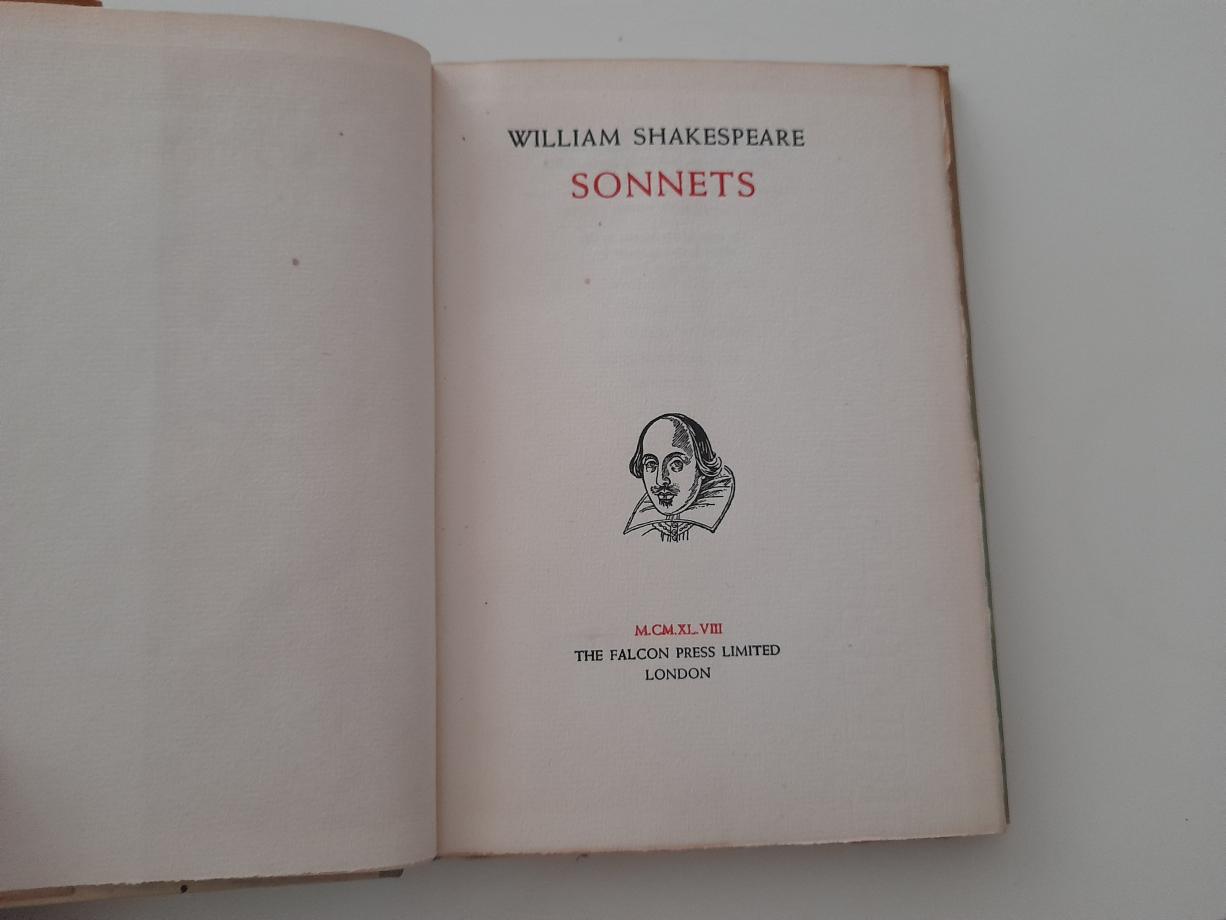 WILLIAM SHAKESPEARE
SONNETS
M.CM.XL.VIII
THE FALCON PRESS LIMITED
LONDON